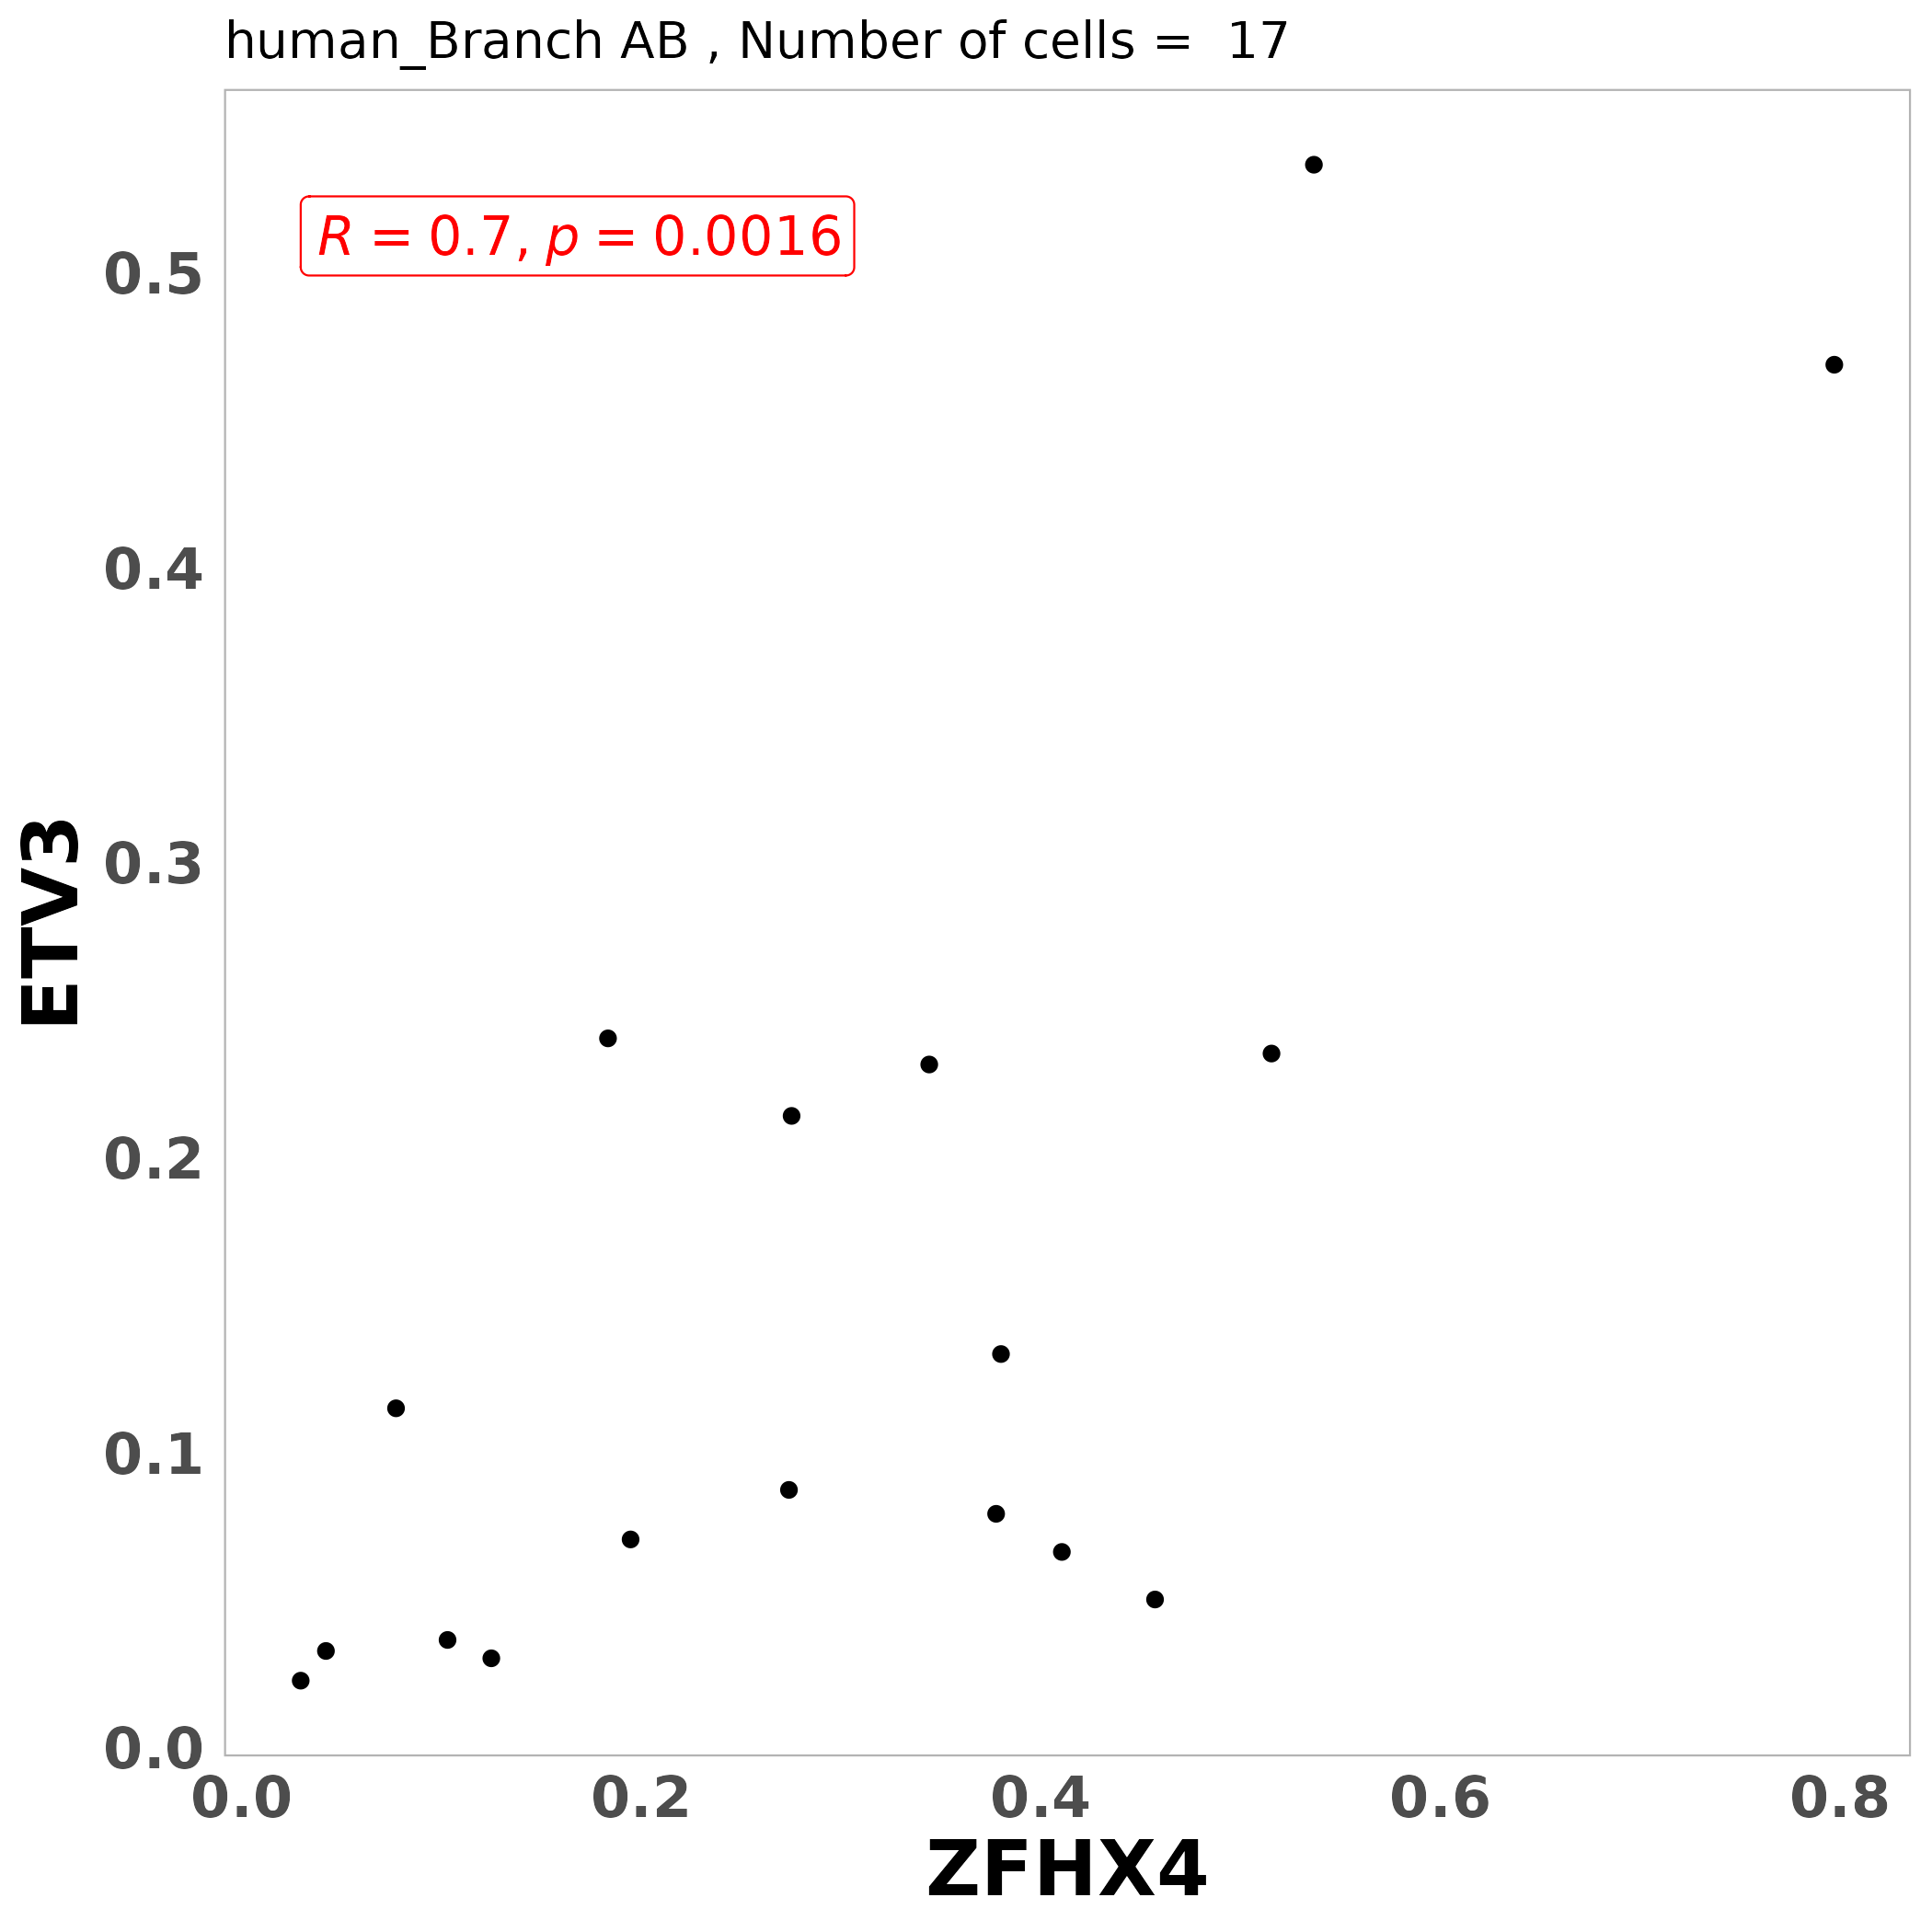 human_Branch AB , Number of cells =  17
R = 0.7, p = 0.0016
0.5
0.4
0.3
0.2
0.1
0.0
ETV3
0.0 0.2 0.4 0.6 0.8
ZFHX4